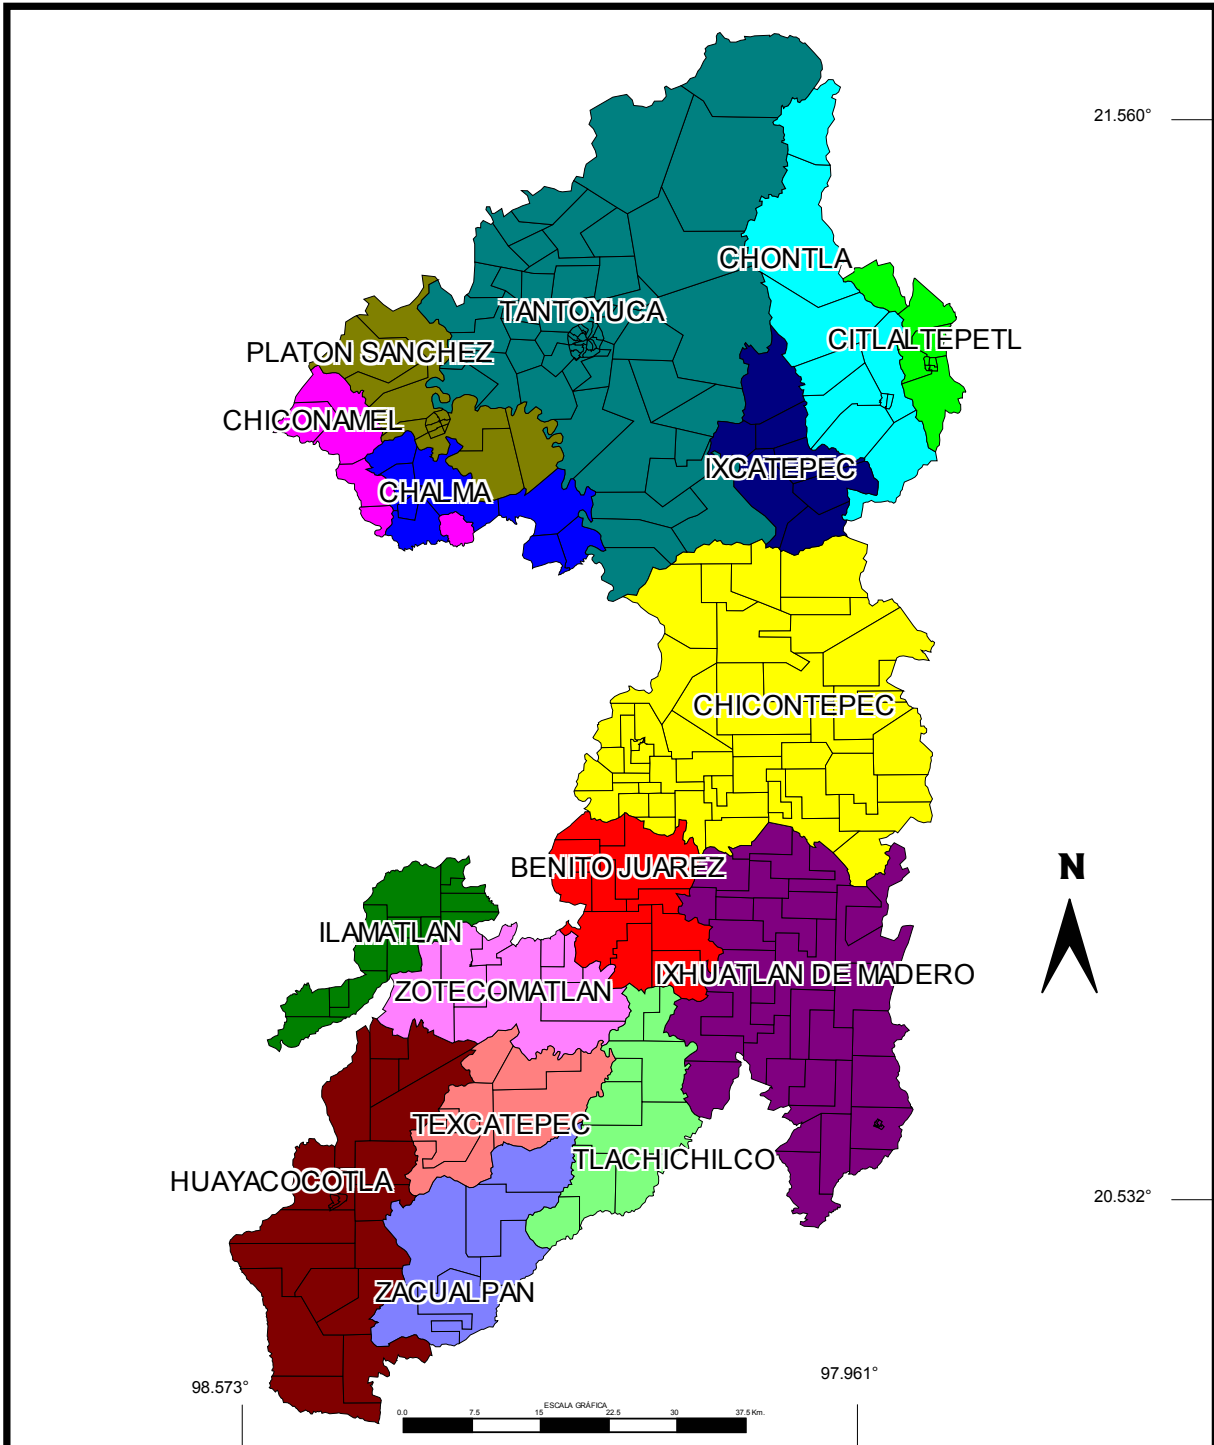 21.560°
CHONTLA
TANTOYUCA
CITLALTEPETL
PLATON SANCHEZ
CHICONAMEL
IXCATEPEC
CHALMA
CHICONTEPEC
BENITO JUAREZ
N
ILAMATLAN
IXHUATLAN DE MADERO
ZOTECOMATLAN
TEXCATEPEC
TLACHICHILCO
HUAYACOCOTLA
20.532°
ZACUALPAN
97.961°
98.573°
ESCALA GRÁFICA
0.0 7.5 15 22.5 30 37.5 Km.